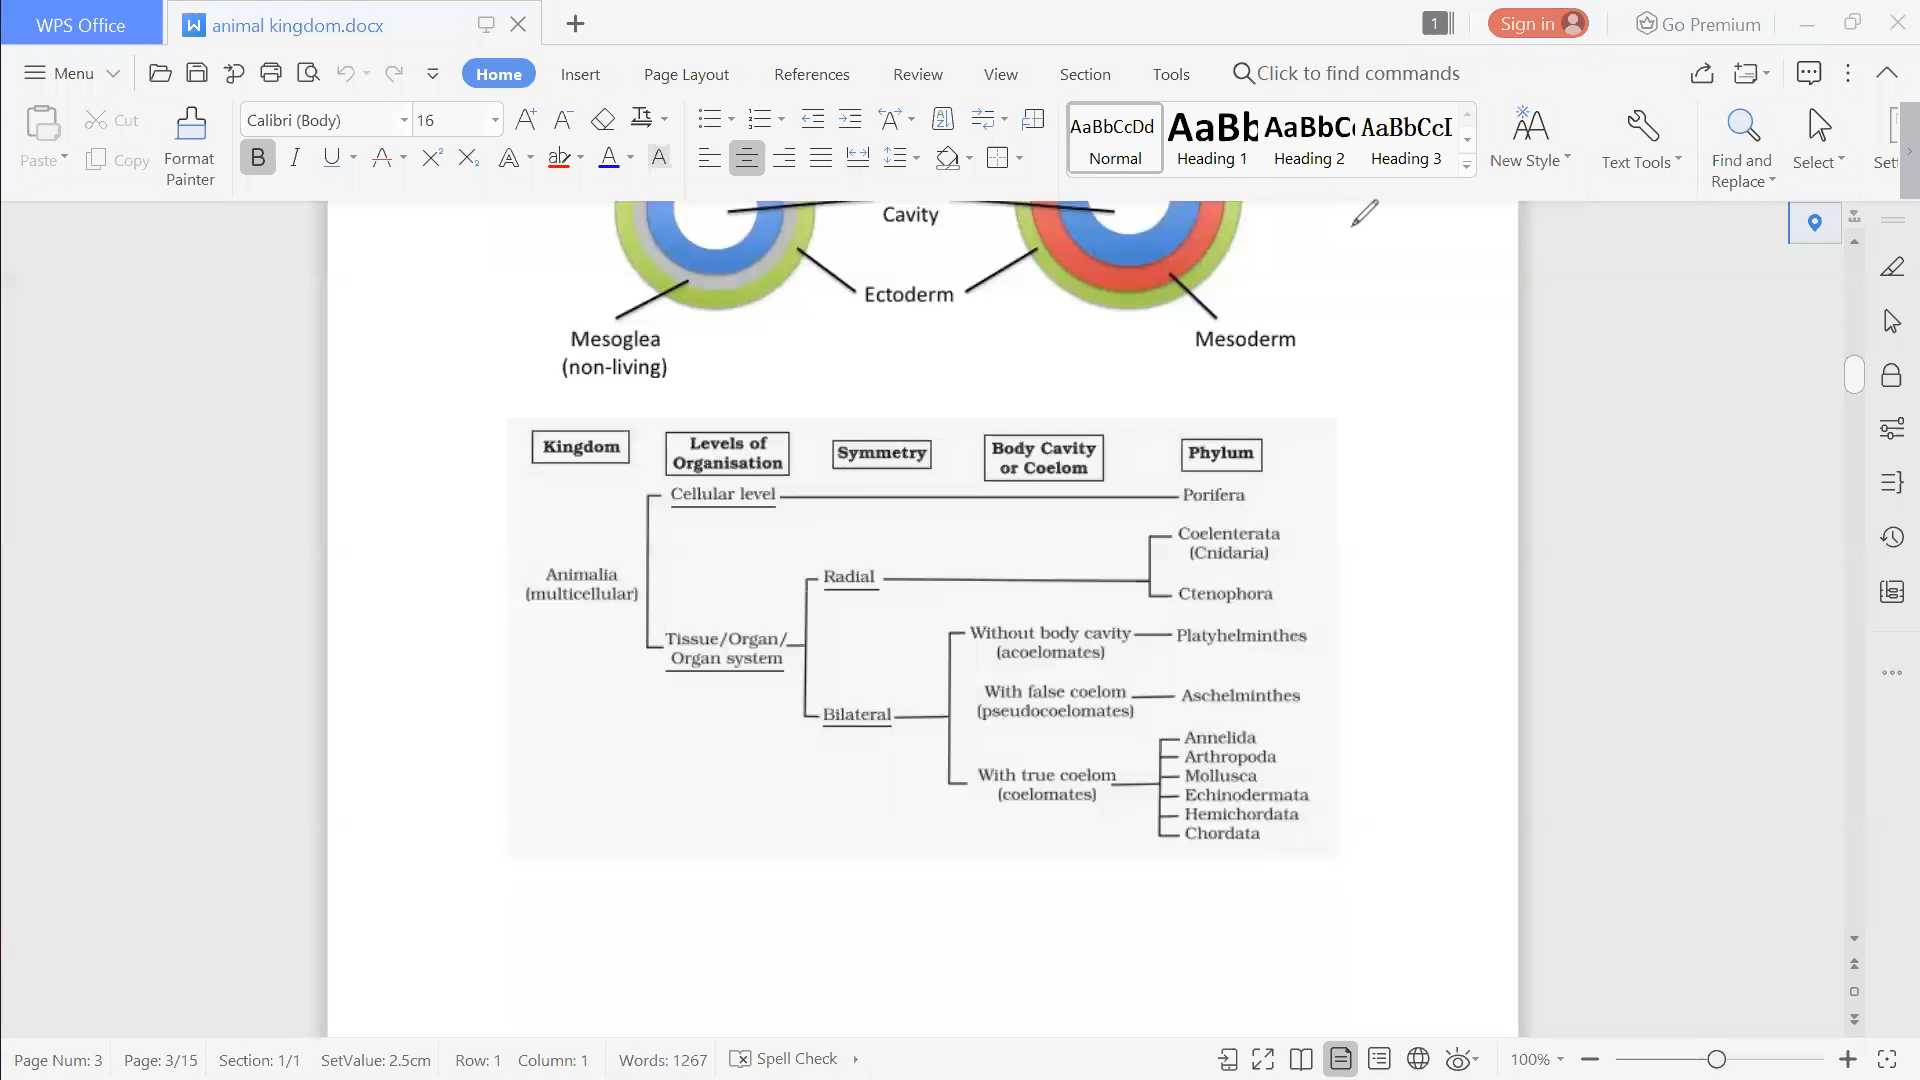 WPS Office
animal kingdom.docx
1
Sign in
Go Premium
Menu
Home
Insert
Page Layout
References
Review
View
Section
Tools
Click to find commands
Paste
Cut
Copy
Format
Painter
Calibri (Body)
16
AaBbCcDd
Normal
AaBb
Heading 1
AaBbC
Heading 2
AaBbCcI
Heading 3
New Style
Text Tools
Find and
Replace
Select
Set
Cavity
Ectoderm
Mesoglea
(non-living)
Mesoderm
Kingdom
Levels of
Organisation
Symmetry
Body Cavity
or Coelom
Phylum
Cellular level
Porifera
Coelenterata
(Cnidaria)
Animalia
(multicellular)
Radial
Ctenophora
Tissue/Organ/
Organ system
Without body cavity
(acoelomates)
Platyhelminthes
With false coelom
(pseudocoelomates)
Aschelminthes
Bilateral
With true coelom
(coelomates)
Annelida
Arthropoda
Mollusca
Echinodermata
Hemichordata
Chordata
Page Num: 3
Page: 3/15
Section: 1/1
SetValue: 2.5cm
Row: 1
Column: 1
Words: 1267
Spell Check
100%